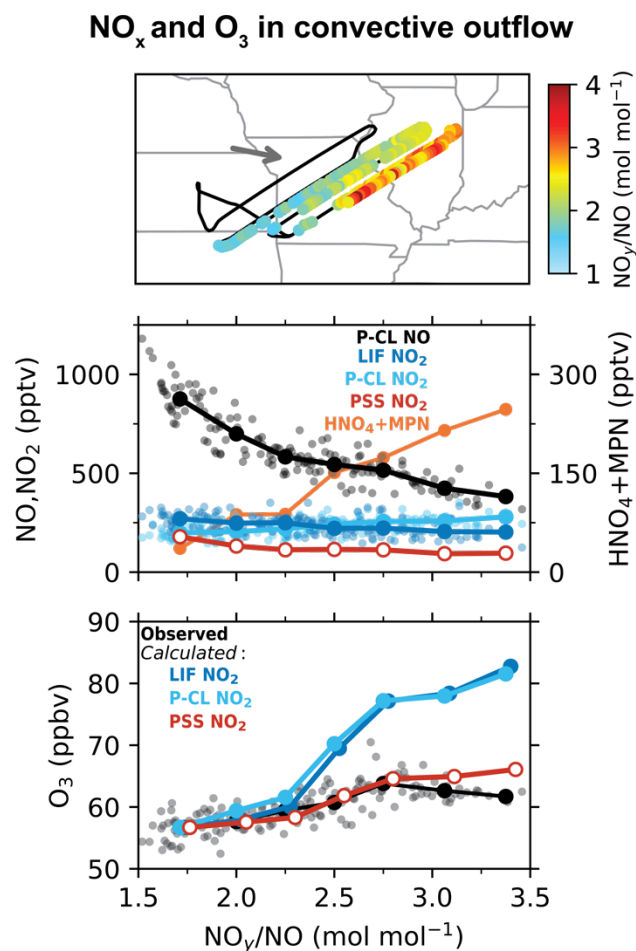 NOₓ and O₃ in convective outflow
4
3
2
1
NOᵧ/NO (mol mol⁻¹)
P-CL NO
LIF NO₂
P-CL NO₂
PSS NO₂
HNO₄+MPN
1000
500
0
NO,NO₂ (pptv)
300
150
0
HNO₄+MPN (pptv)
Observed
Calculated :
LIF NO₂
P-CL NO₂
PSS NO₂
90
80
70
60
50
O₃ (ppbv)
1.5 2.0 2.5 3.0 3.5
NOᵧ/NO (mol mol⁻¹)